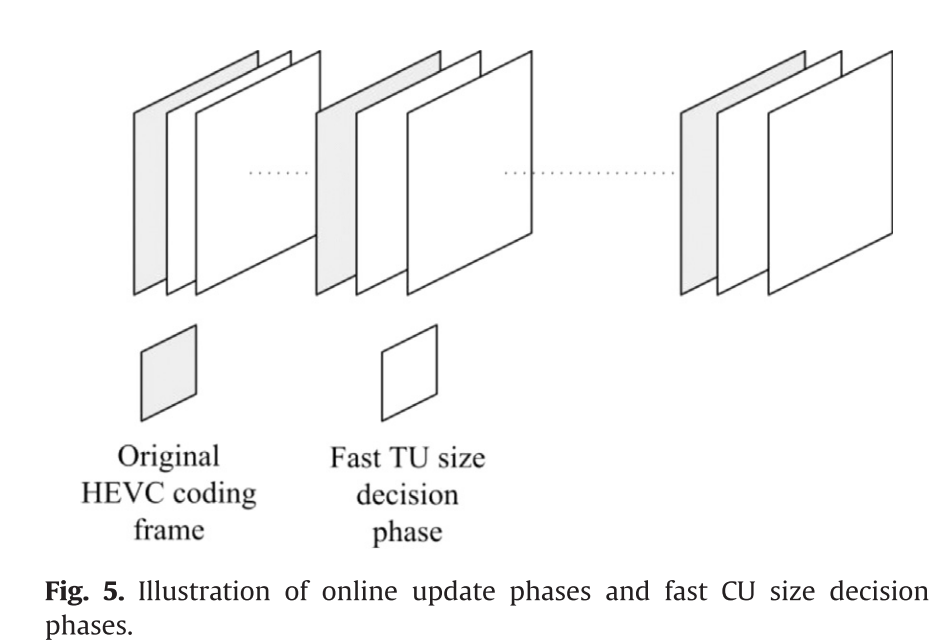 Original
HEVC coding
frame
Fast TU size
decision
phase
Fig. 5. Illustration of online update phases and fast CU size decision
phases.